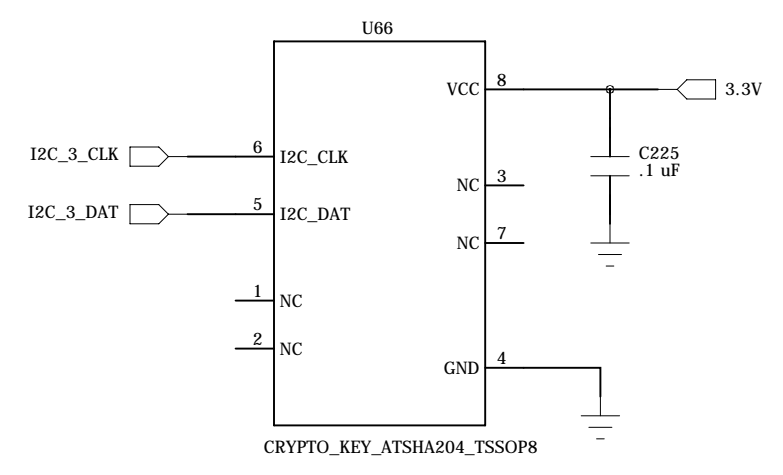 U66
VCC 8 3.3V
I2C_3_CLK 6 I2C_CLK
C225
.1 uF
NC 3
I2C_3_DAT 5 I2C_DAT
NC 7
1 NC
2 NC
GND 4
CRYPTO_KEY_ATSHA204_TSSOP8